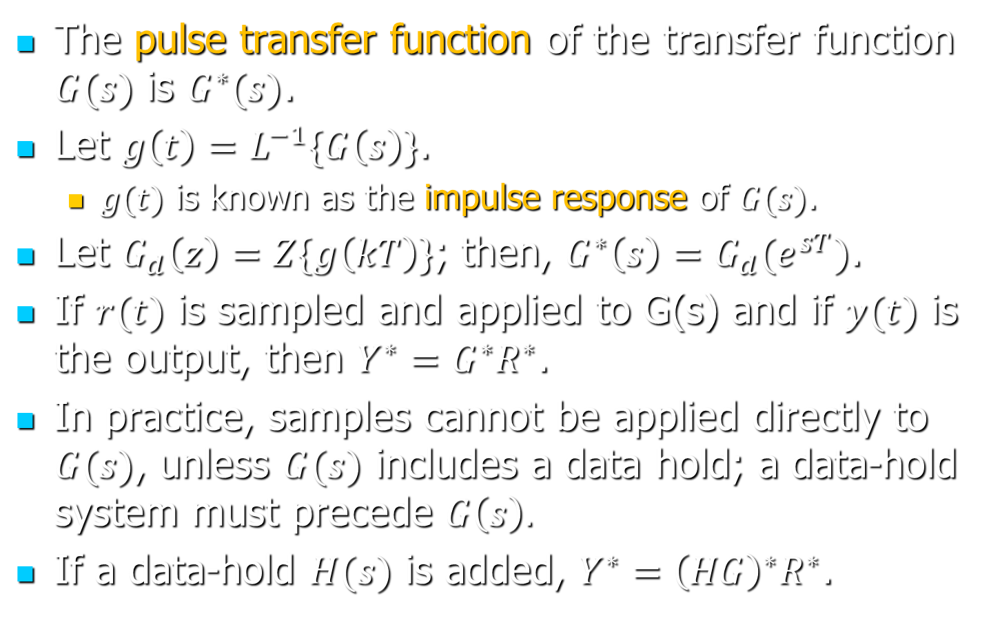 The pulse transfer function of the transfer function
G(s) is G*(s).
Let g(t) = L⁻¹{G(s)}.
g(t) is known as the impulse response of G(s).
Let G_d(z) = Z{g(kT)}; then, G*(s) = G_d(e^{sT}).
If r(t) is sampled and applied to G(s) and if y(t) is
the output, then Y* = G*R*.
In practice, samples cannot be applied directly to
G(s), unless G(s) includes a data hold; a data-hold
system must precede G(s).
If a data-hold H(s) is added, Y* = (HG)*R*.